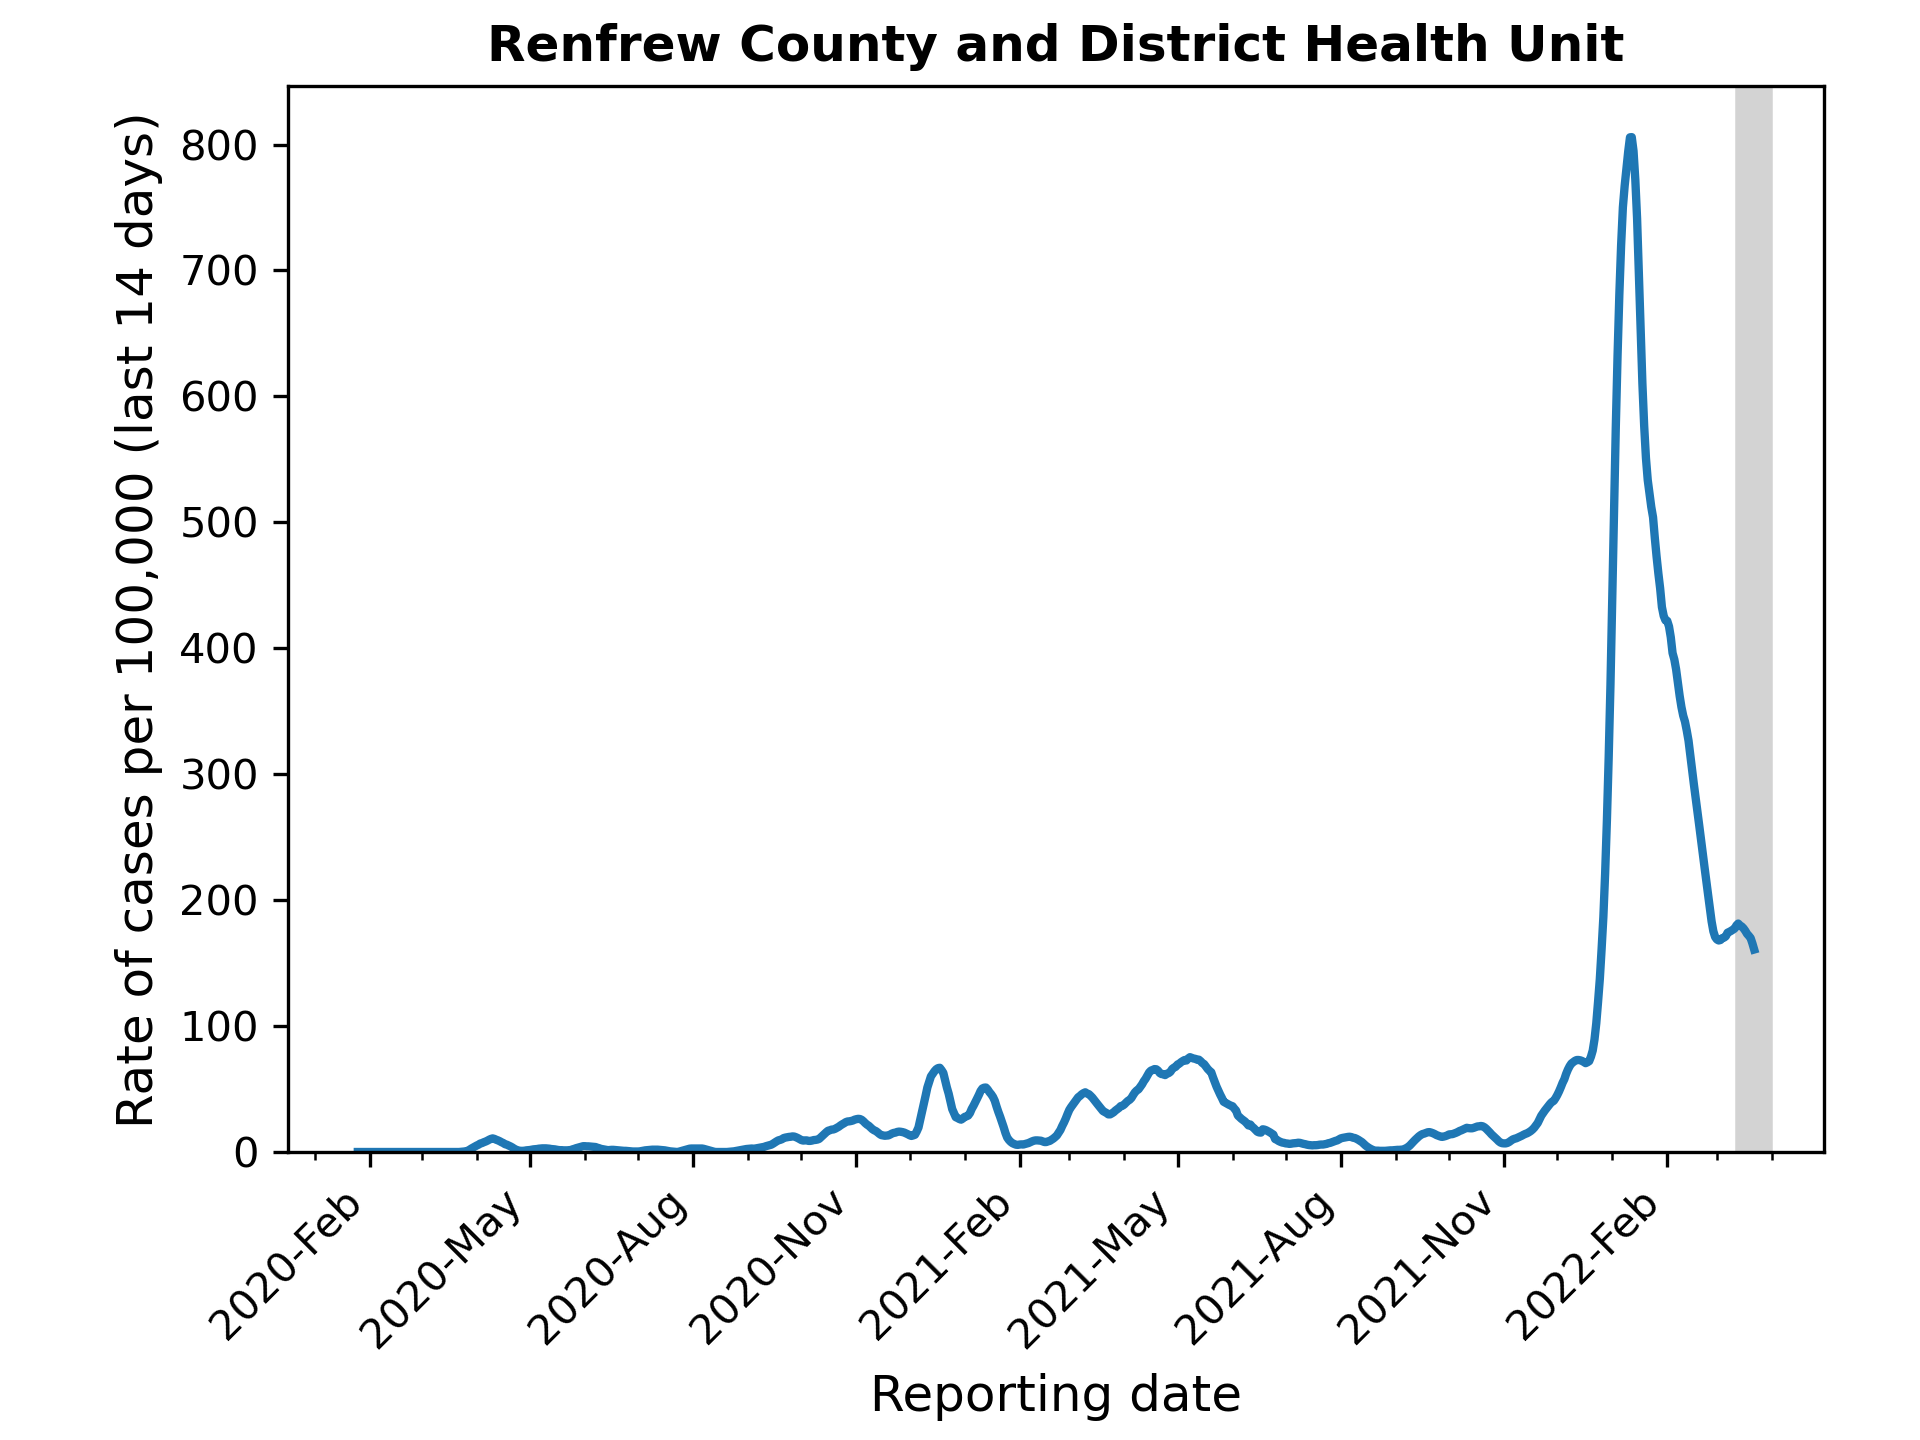 Renfrew County and District Health Unit
Rate of cases per 100,000 (last 14 days)
800
700
600
500
400
300
200
100
0
2020-Feb
2020-May
2020-Aug
2020-Nov
2021-Feb
2021-May
2021-Aug
2021-Nov
2022-Feb
Reporting date